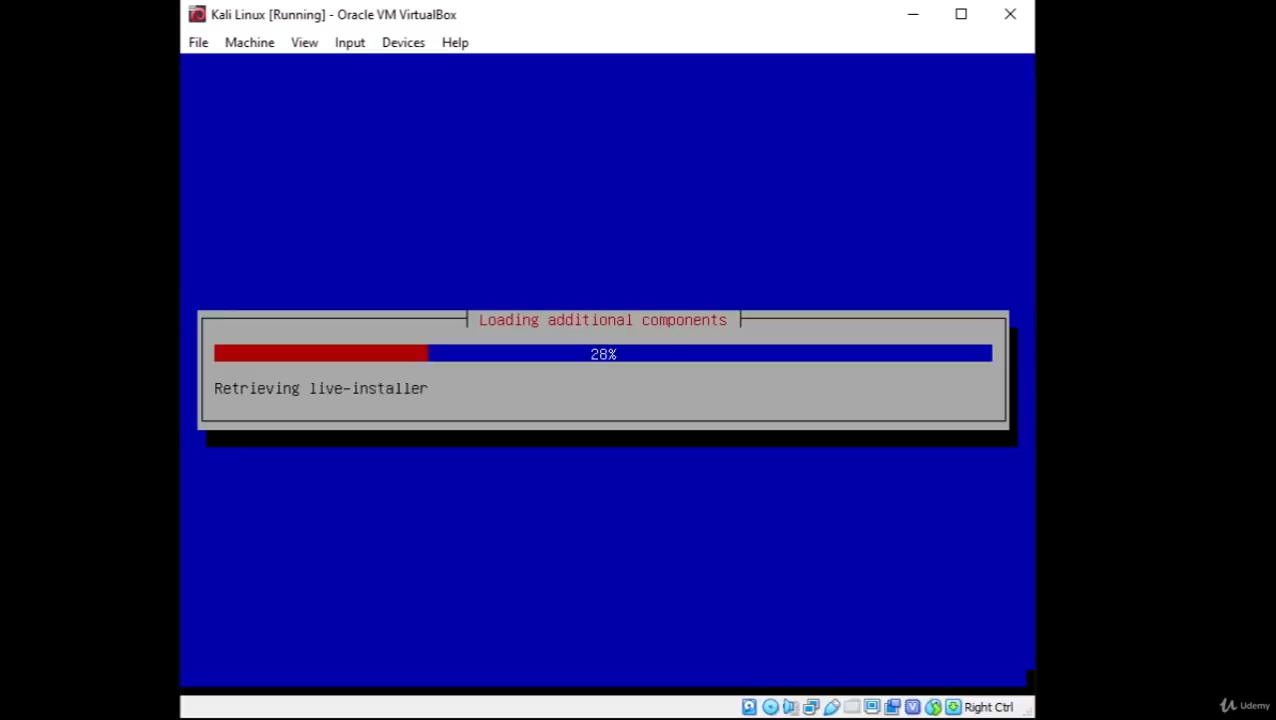 Kali Linux [Running] - Oracle VM VirtualBox
File Machine View Input Devices Help
Loading additional components
28%
Retrieving live-installer
Right Ctrl
Udemy